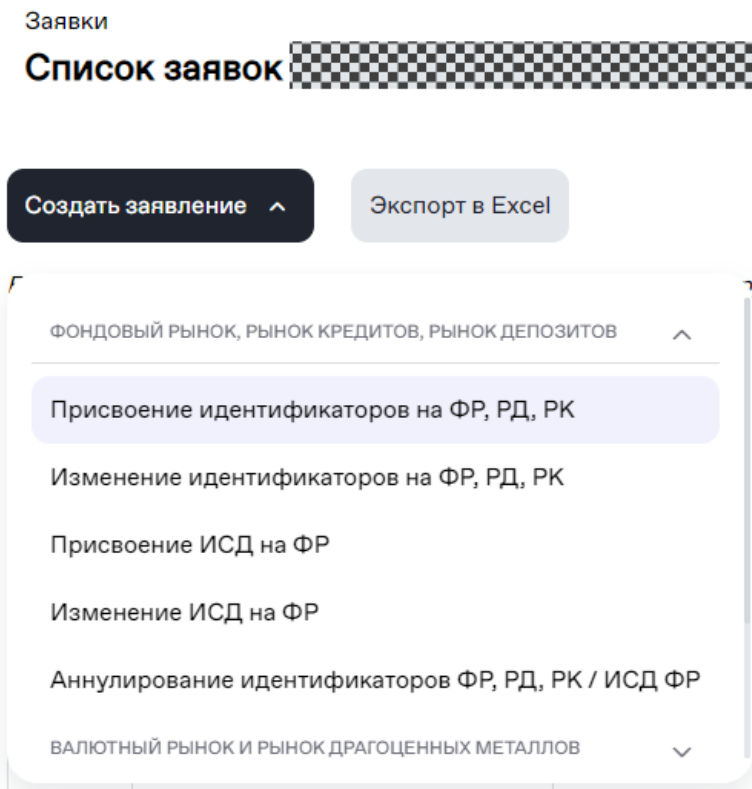 Заявки
Список заявок
Создать заявление
Экспорт в Excel
ФОНДОВЫЙ РЫНОК, РЫНОК КРЕДИТОВ, РЫНОК ДЕПОЗИТОВ
Присвоение идентификаторов на ФР, РД, РК
Изменение идентификаторов на ФР, РД, РК
Присвоение ИСД на ФР
Изменение ИСД на ФР
Аннулирование идентификаторов ФР, РД, РК / ИСД ФР
ВАЛЮТНЫЙ РЫНОК И РЫНОК ДРАГОЦЕННЫХ МЕТАЛЛОВ